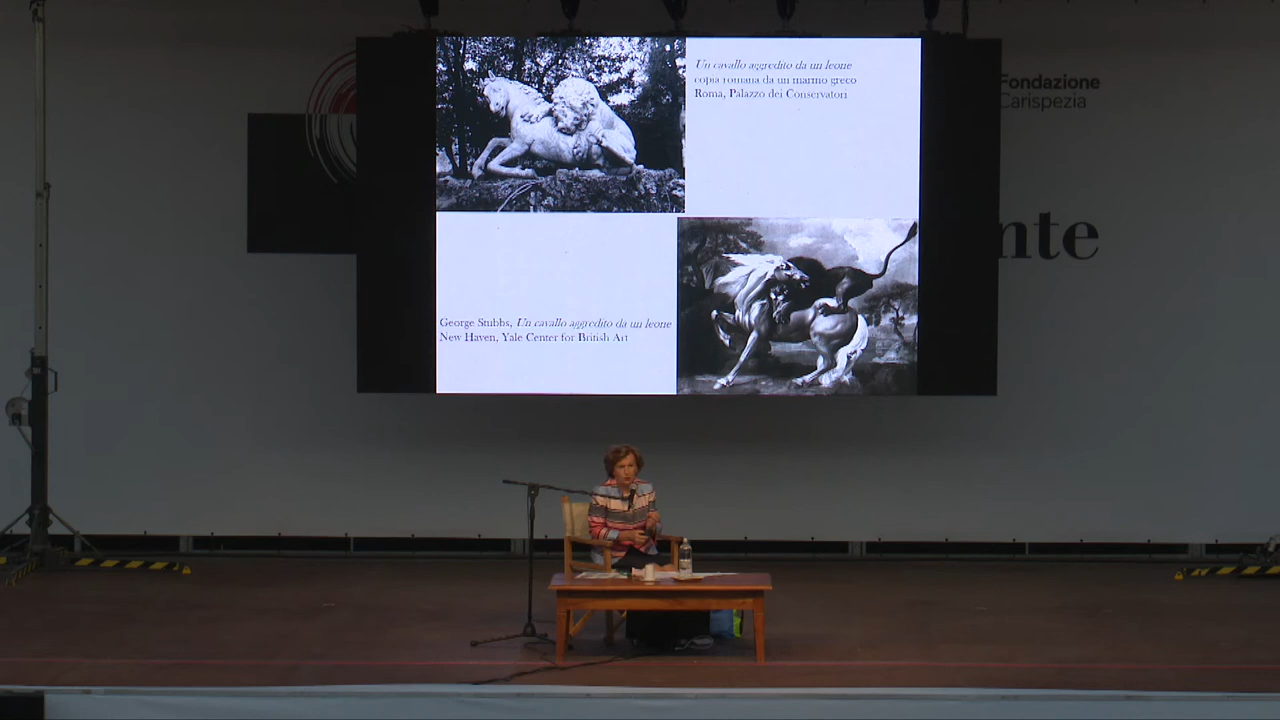 Un cavallo aggredito da un leone
copia romana da un marmo greco
Roma, Palazzo dei Conservatori
Fondazione
Carispezia
nte
George Stubbs, Un cavallo aggredito da un leone
New Haven, Yale Center for British Art